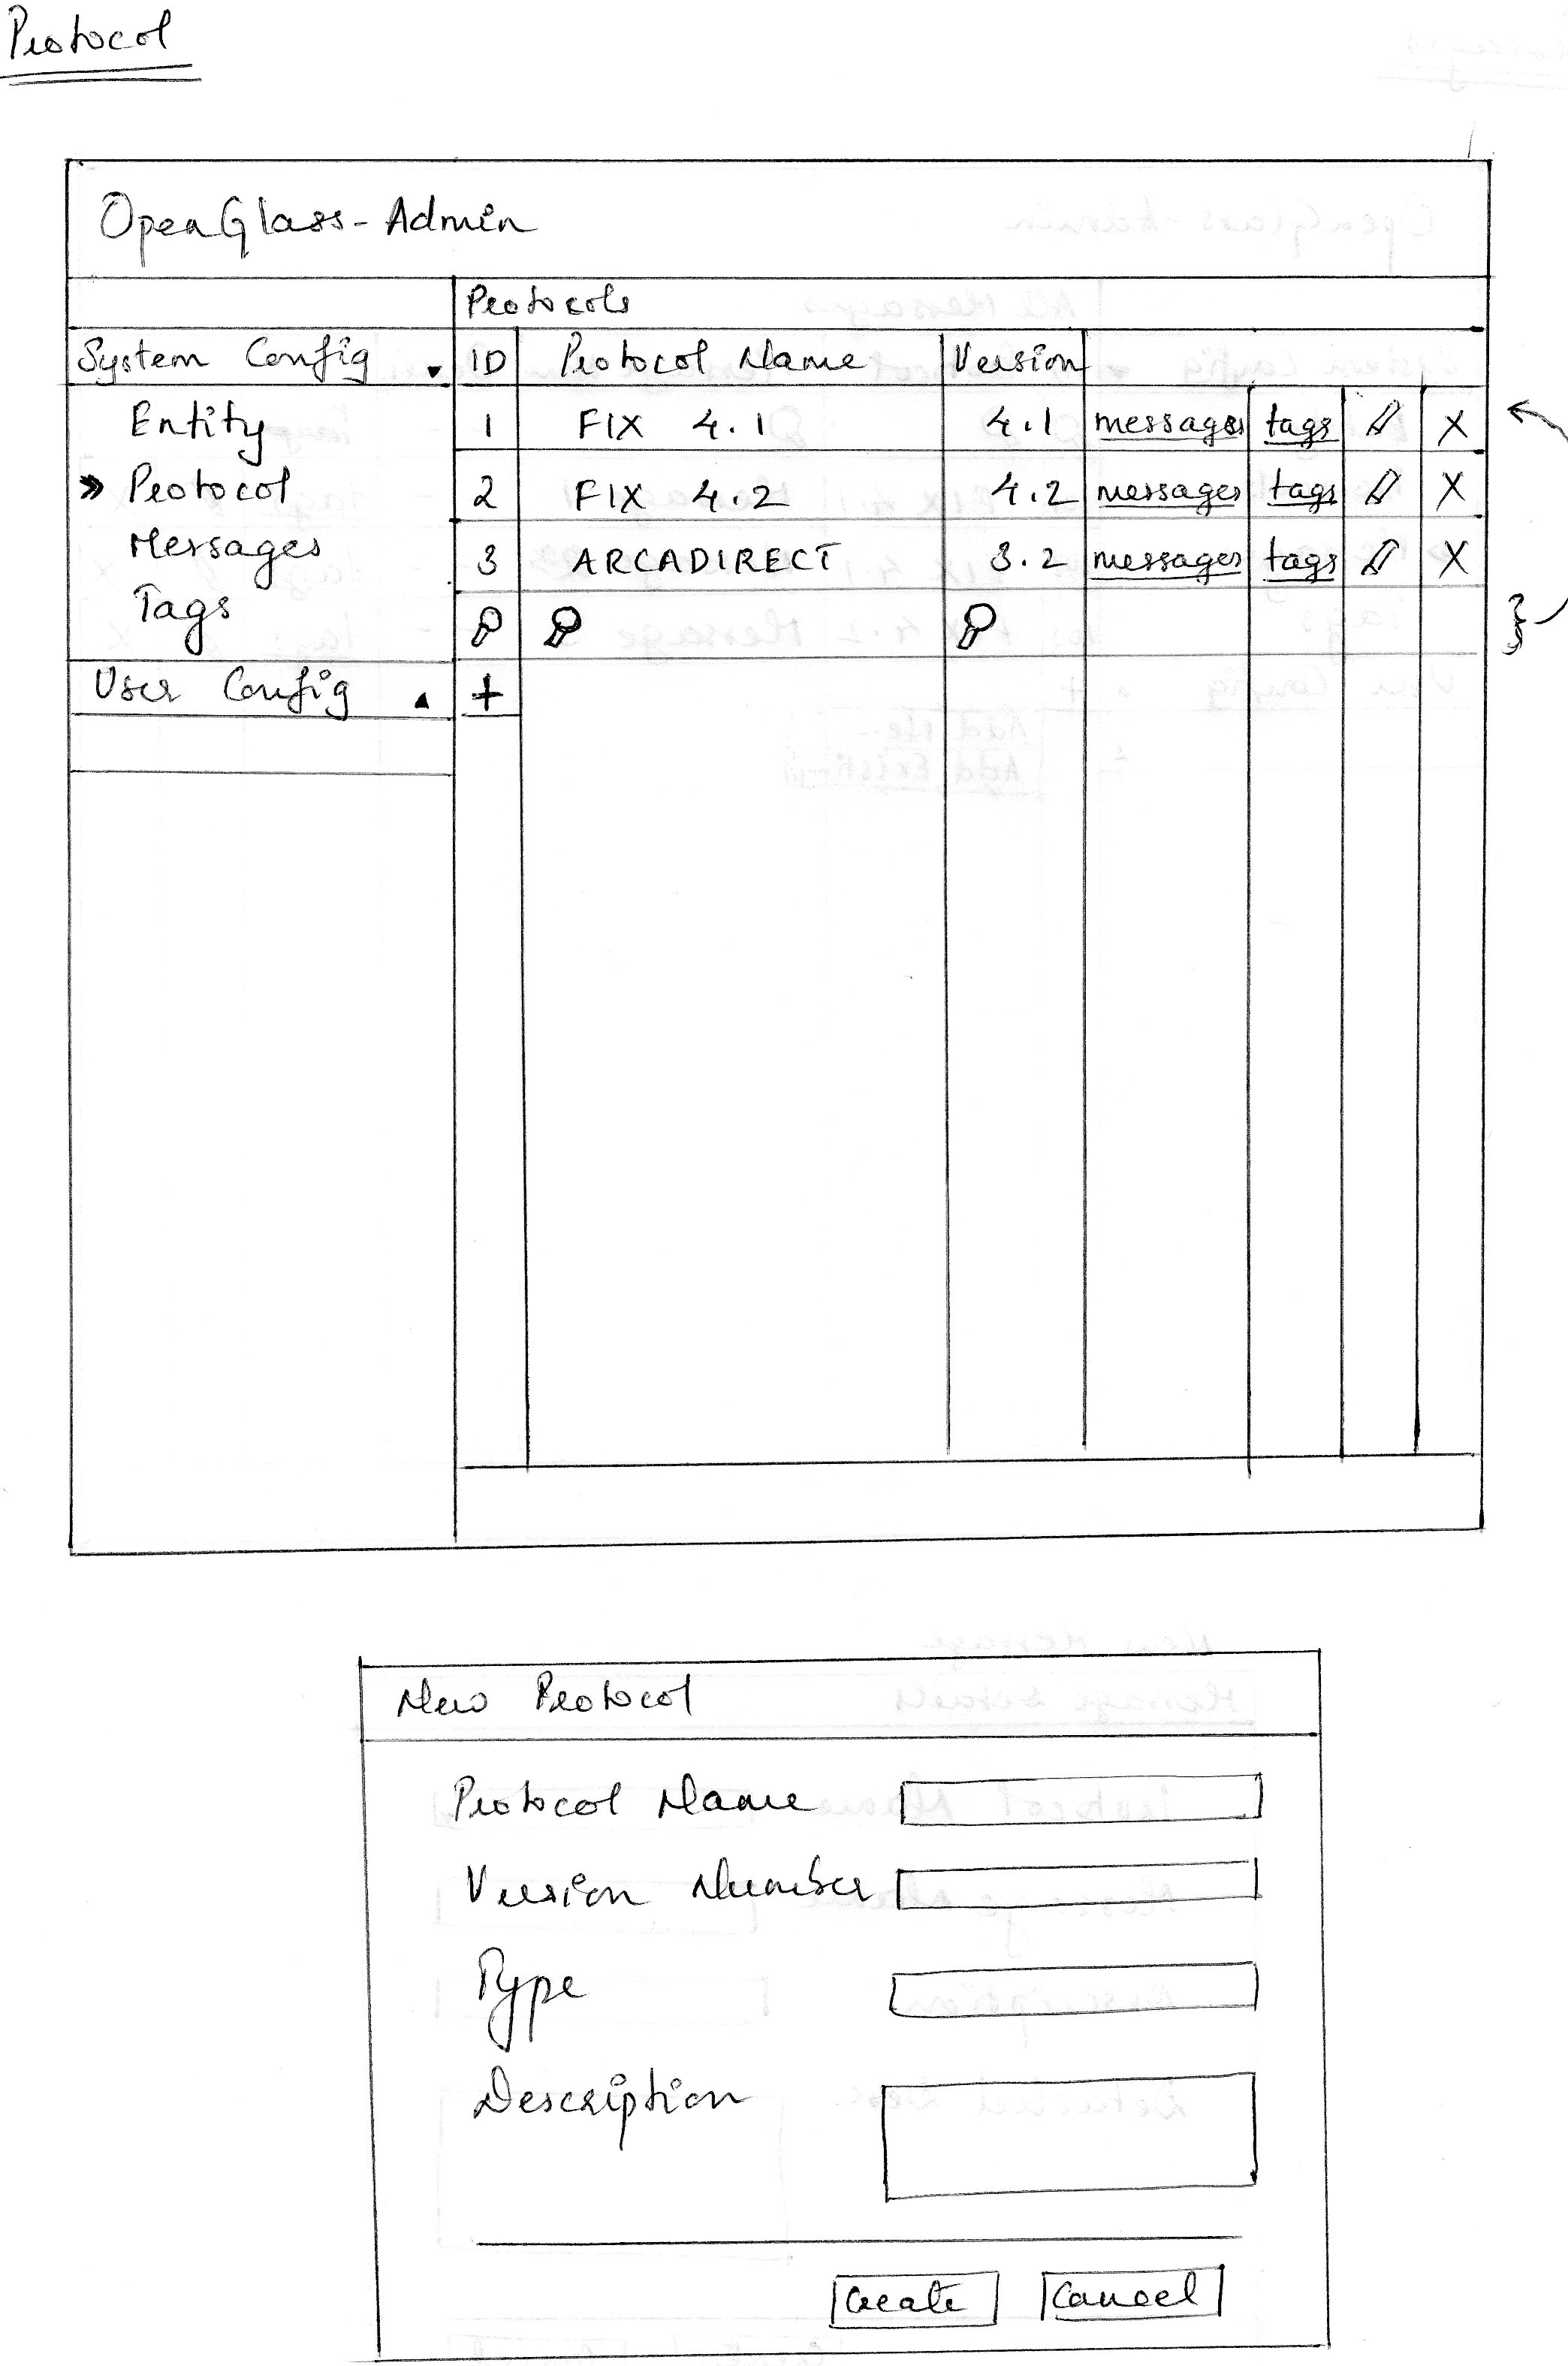 Protocol
OpenGlass-Admin
Protocols
System Config ID Protocol Name Version
Entity 1 FIX 4.1 4.1 messages tags X
» Protocol 2 FIX 4.2 4.2 messages tags X
Messages 3 ARCADIRECT 3.2 messages tags X
Tags
User Config +
New Protocol
Protocol Name
Version Number
Type
Description
Create Cancel